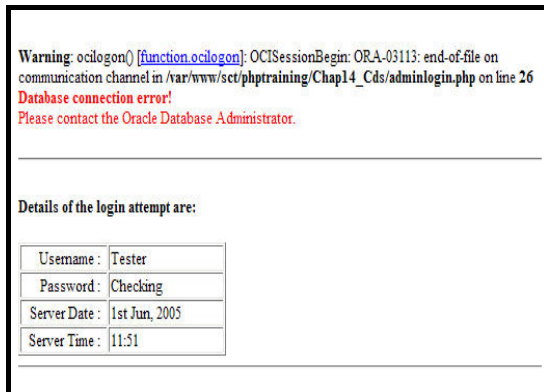 Warning: ocilogon() [function.ocilogon]: OCISessionBegin: ORA-03113: end-of-file on
communication channel in /var/www/sct/phptraining/Chap14_Cds/adminlogin.php on line 26
Database connection error!
Please contact the Oracle Database Administrator.
Details of the login attempt are:
Username : Tester
Password : Checking
Server Date : 1st Jun, 2005
Server Time : 11:51